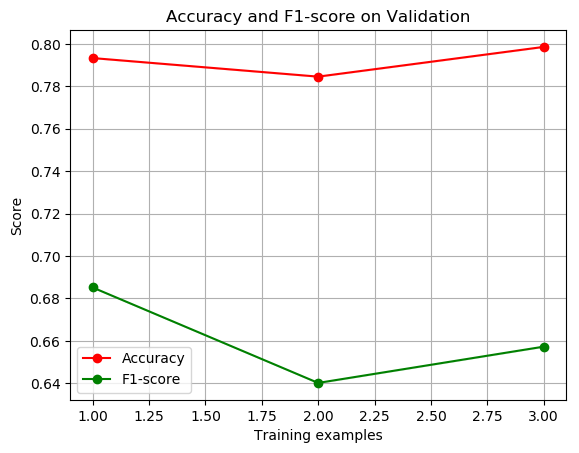 Accuracy and F1-score on Validation
0.80
0.78
0.76
0.74
0.72
0.70
0.68
0.66
0.64
Score
Accuracy
F1-score
1.00 1.25 1.50 1.75 2.00 2.25 2.50 2.75 3.00
Training examples